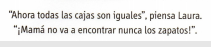 “Ahora todas las cajas son iguales”, piensa Laura.
“¡Mamá no va a encontrar nunca los zapatos!”.